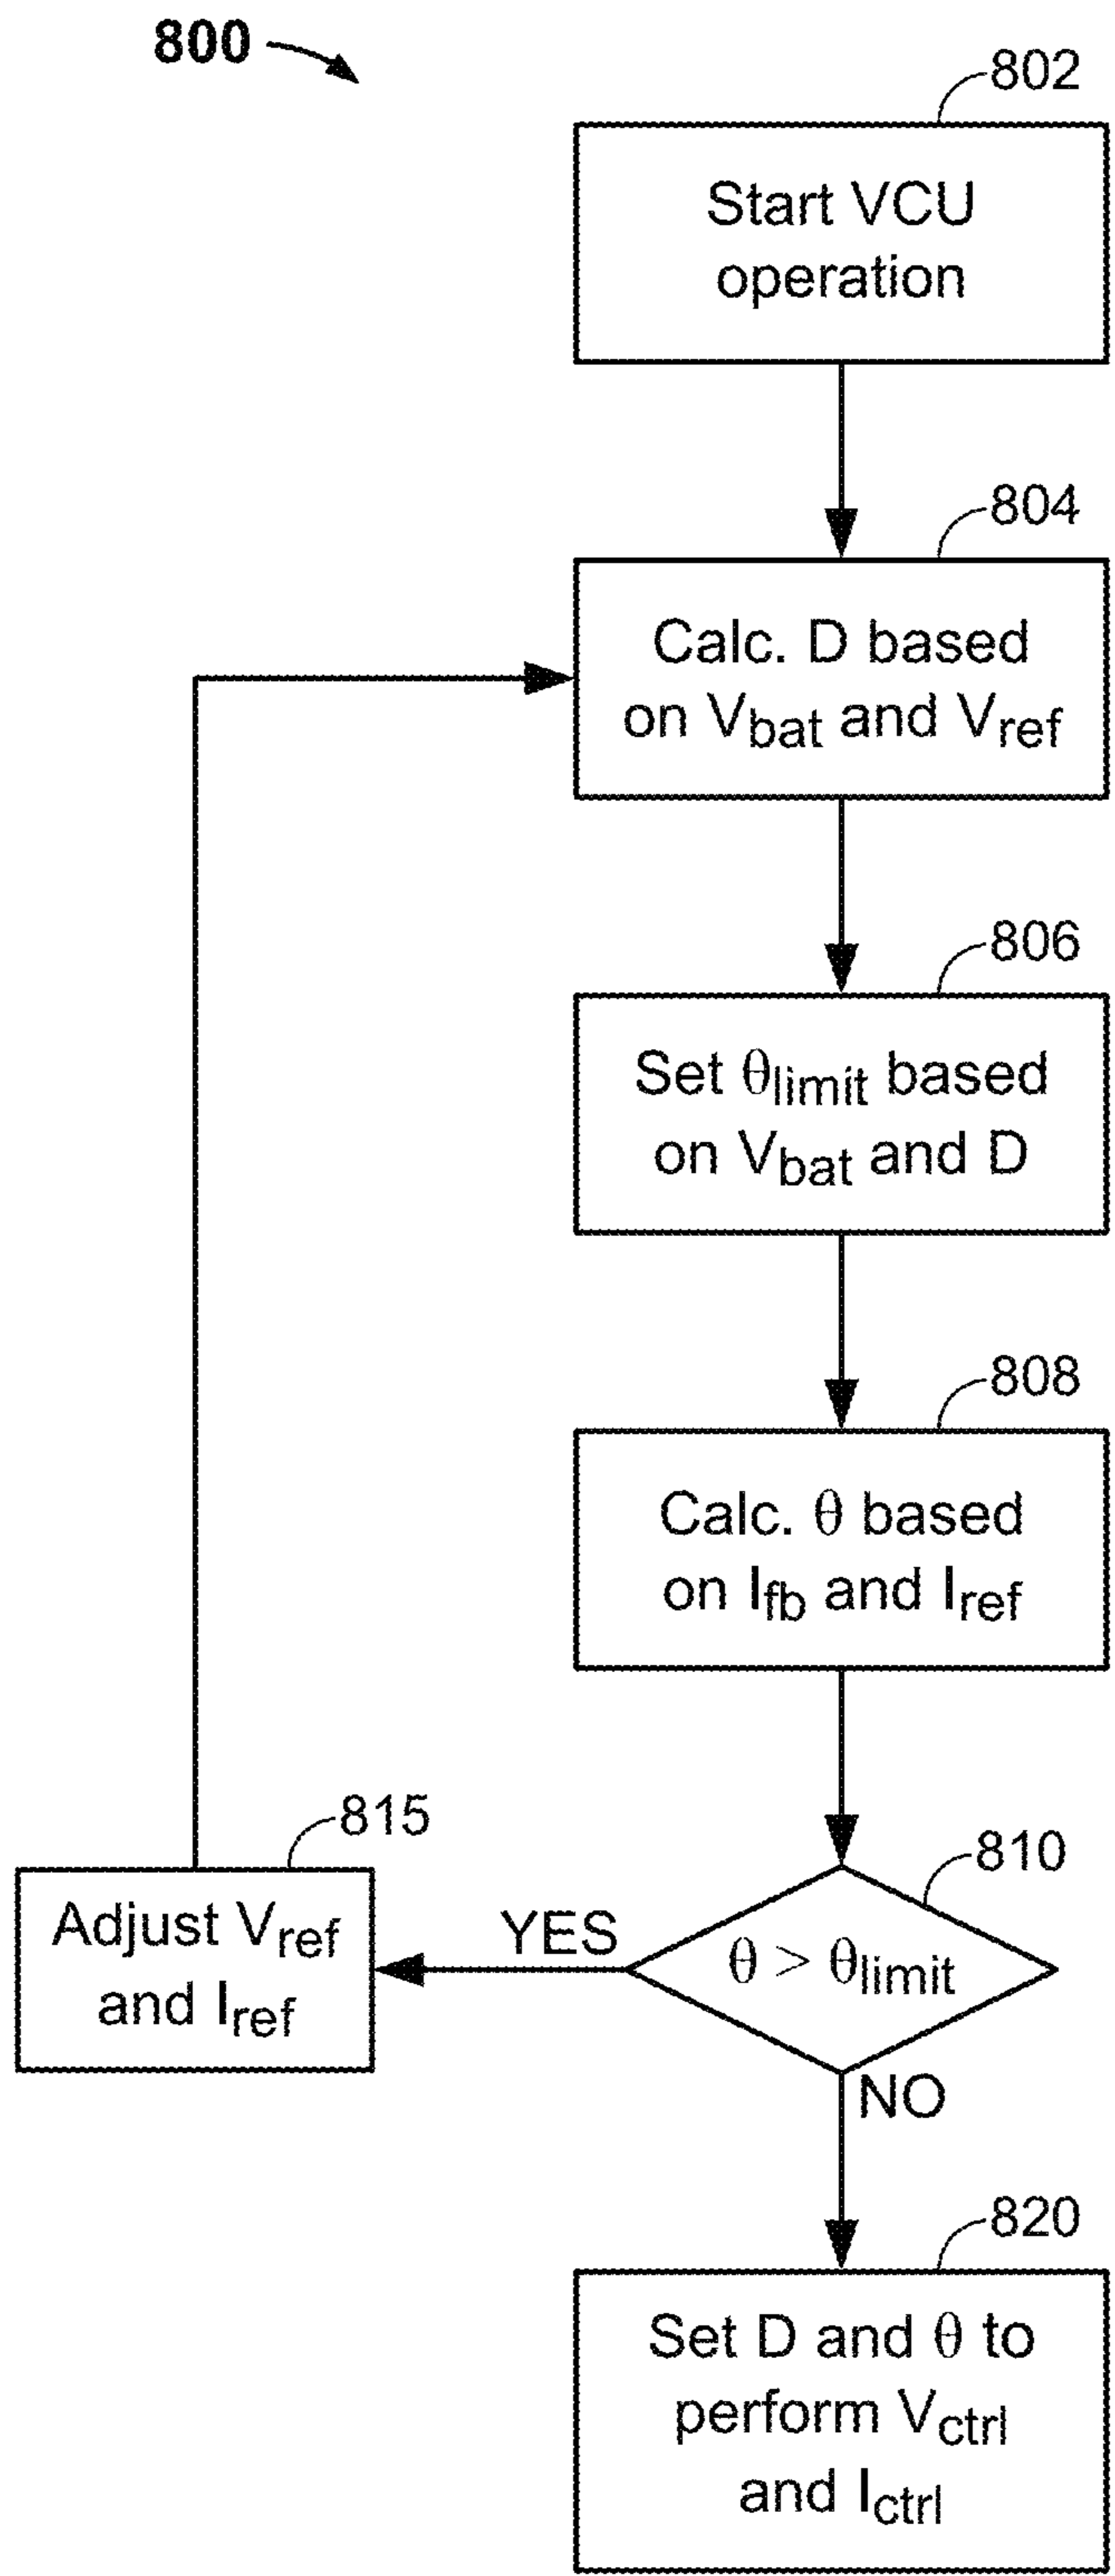 800
802
Start VCU
operation
804
Calc. D based
on Vbat and Vref
806
Set θlimit based
on Vbat and D
808
Calc. θ based
on Ifb and Iref
815
Adjust Vref
and Iref
YES
810
θ > θlimit
NO
820
Set D and θ to
perform Vctrl
and Ictrl